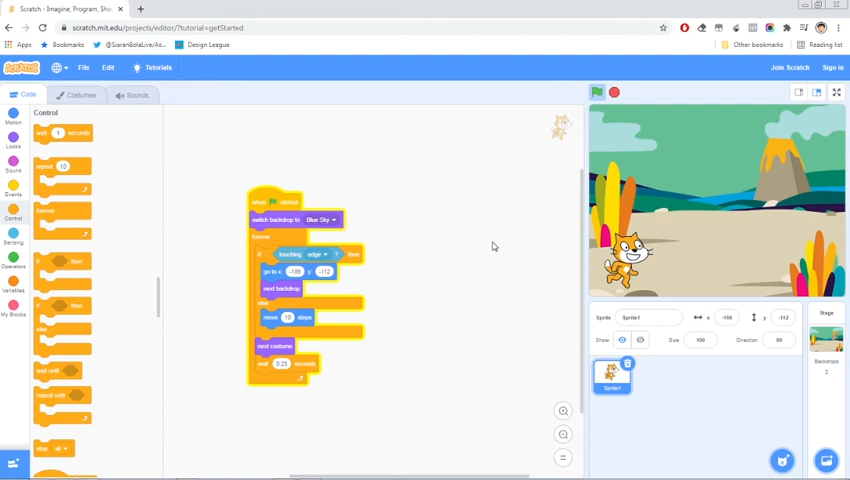 Scratch - Imagine, Program, Sha
scratch.mit.edu/projects/editor/?tutorial=getStarted
Apps Bookmarks @SiaranBolaLive/As... Design League Other bookmarks Reading list
SCRATCH File Edit Tutorials Join Scratch Sign in
Code Costumes Sounds
Motion
Looks
Sound
Events
Control
Sensing
Operators
Variables
My Blocks
Control
wait 1 seconds
repeat 10
forever
if then
if then
else
wait until
repeat until
stop all
when clicked
switch backdrop to Blue Sky
forever
if touching edge ? then
go to x: -166 y: -112
next backdrop
else
move 10 steps
next costume
wait 0.25 seconds
Sprite Sprite1 x -166 y -112
Show Size 100 Direction 90
Sprite1
Stage
Backdrops
2